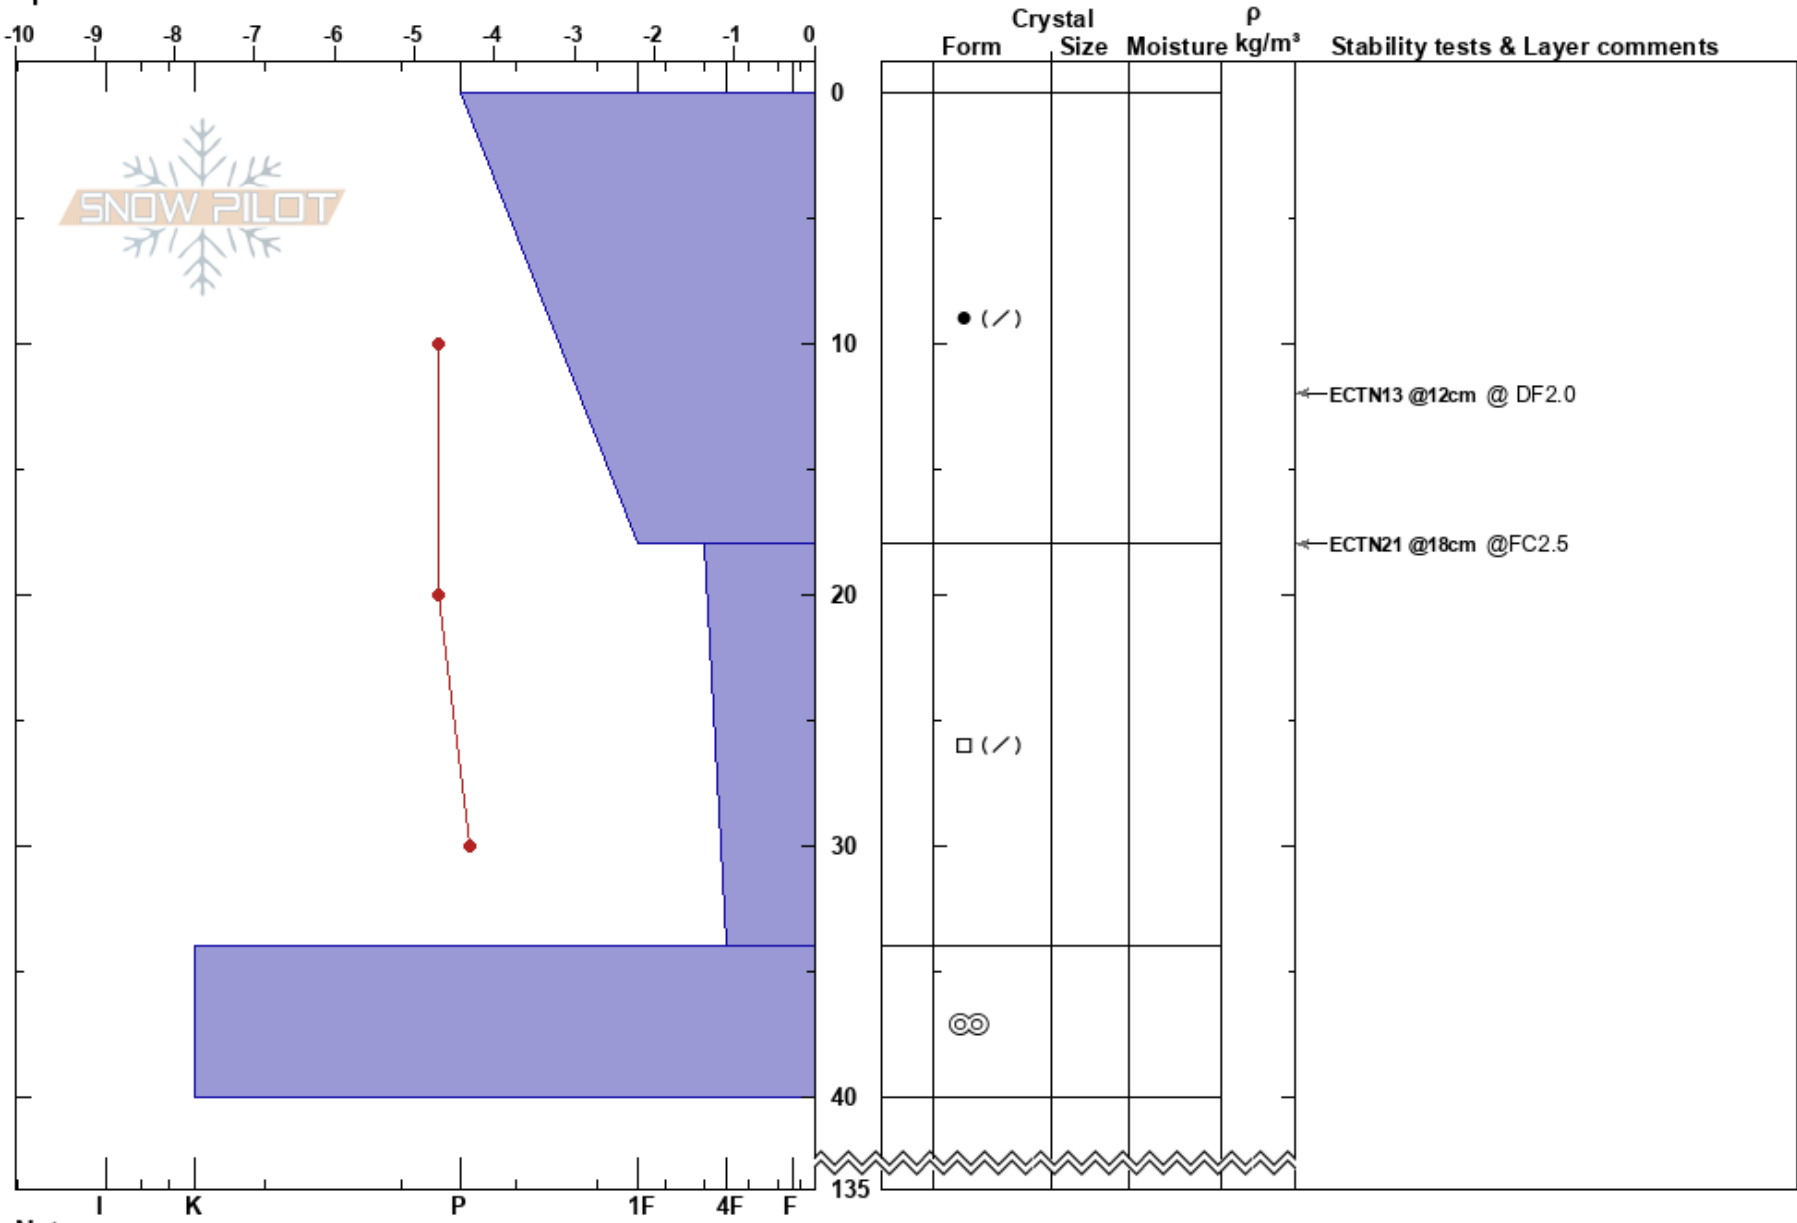 -10 -9 -8 -7 -6 -5 -4 -3 -2 -1 0
Crystal
Form Size Moisture ρ kg/m³ Stability tests & Layer comments
0
SNOW PILOT
● (／)
10
ECTN13 @12cm @ DF2.0
ECTN21 @18cm @FC2.5
20
□ (／)
30
40
135
I K P 1F 4F F